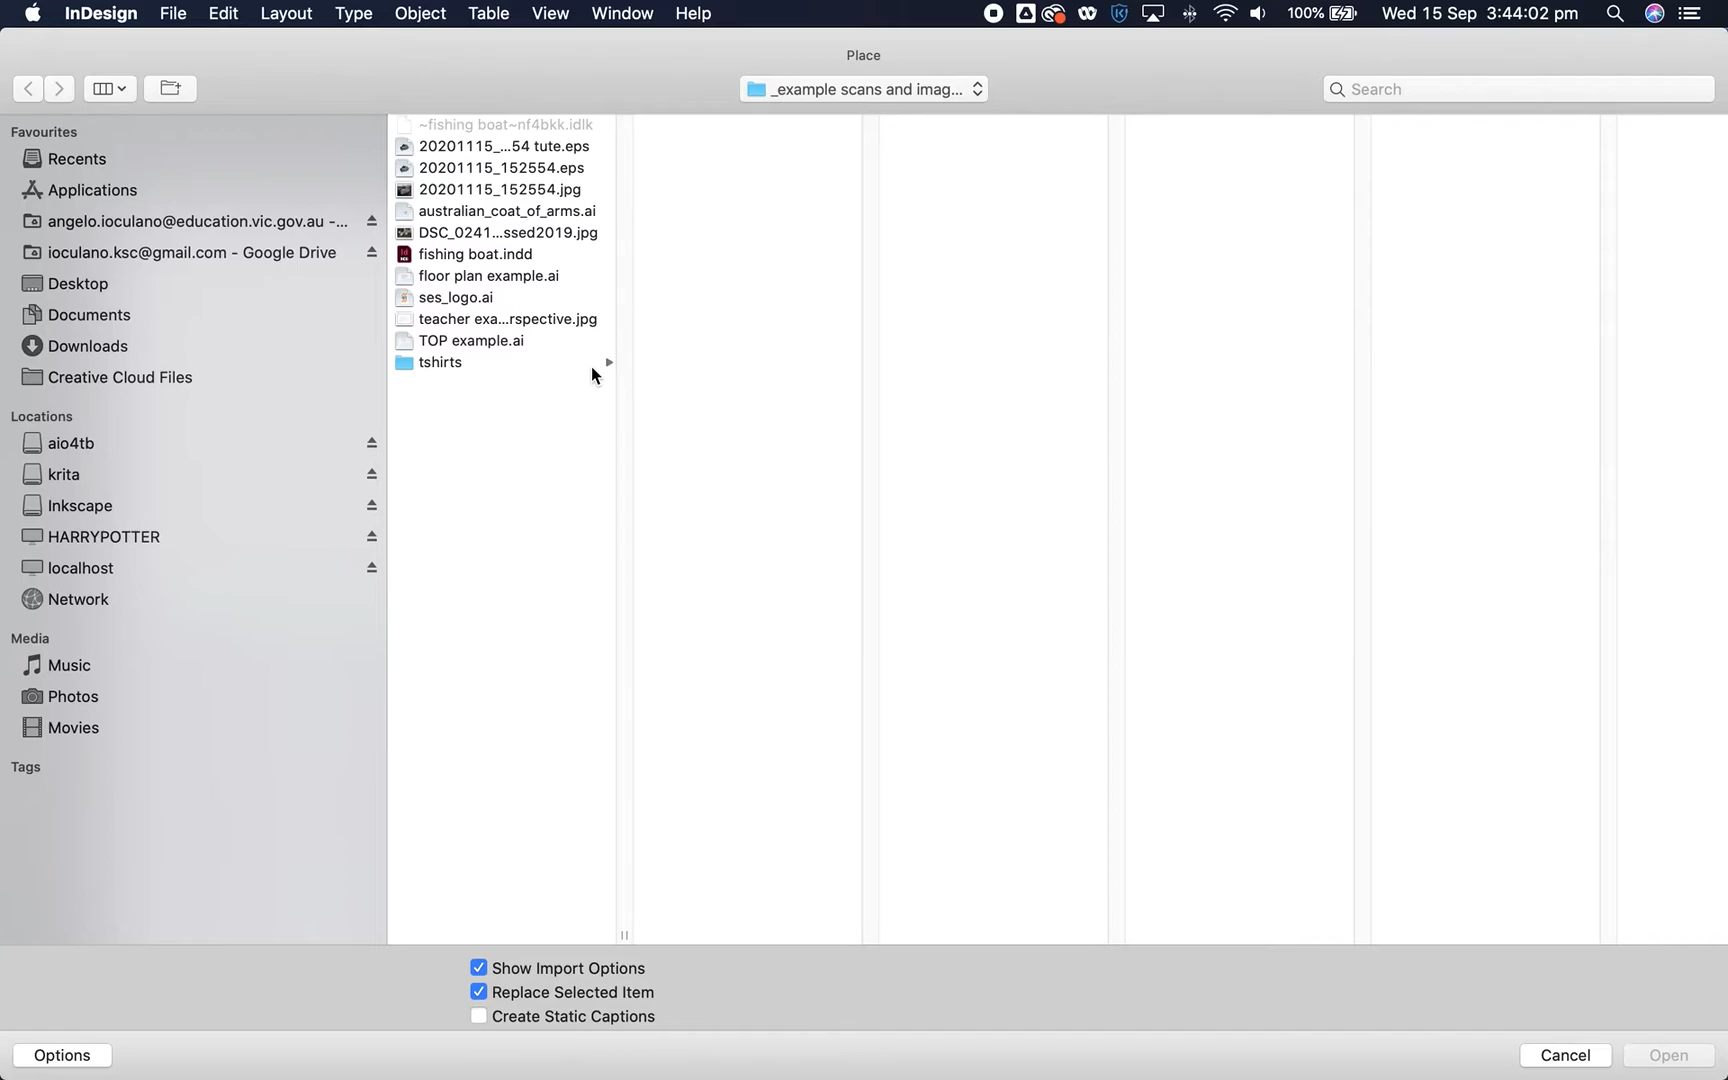 InDesign File Edit Layout Type Object Table View Window Help 100% Wed 15 Sep 3:44:02 pm
Place
_example scans and imag... Search
Favourites
Recents
Applications
angelo.ioculano@education.vic.gov.au -...
ioculano.ksc@gmail.com - Google Drive
Desktop
Documents
Downloads
Creative Cloud Files
Locations
aio4tb
krita
Inkscape
HARRYPOTTER
localhost
Network
Media
Music
Photos
Movies
Tags
~fishing boat~nf4bkk.idlk
20201115_...54 tute.eps
20201115_152554.eps
20201115_152554.jpg
australian_coat_of_arms.ai
DSC_0241...ssed2019.jpg
fishing boat.indd
floor plan example.ai
ses_logo.ai
teacher exa...rspective.jpg
TOP example.ai
tshirts
Show Import Options
Replace Selected Item
Create Static Captions
Options Cancel Open